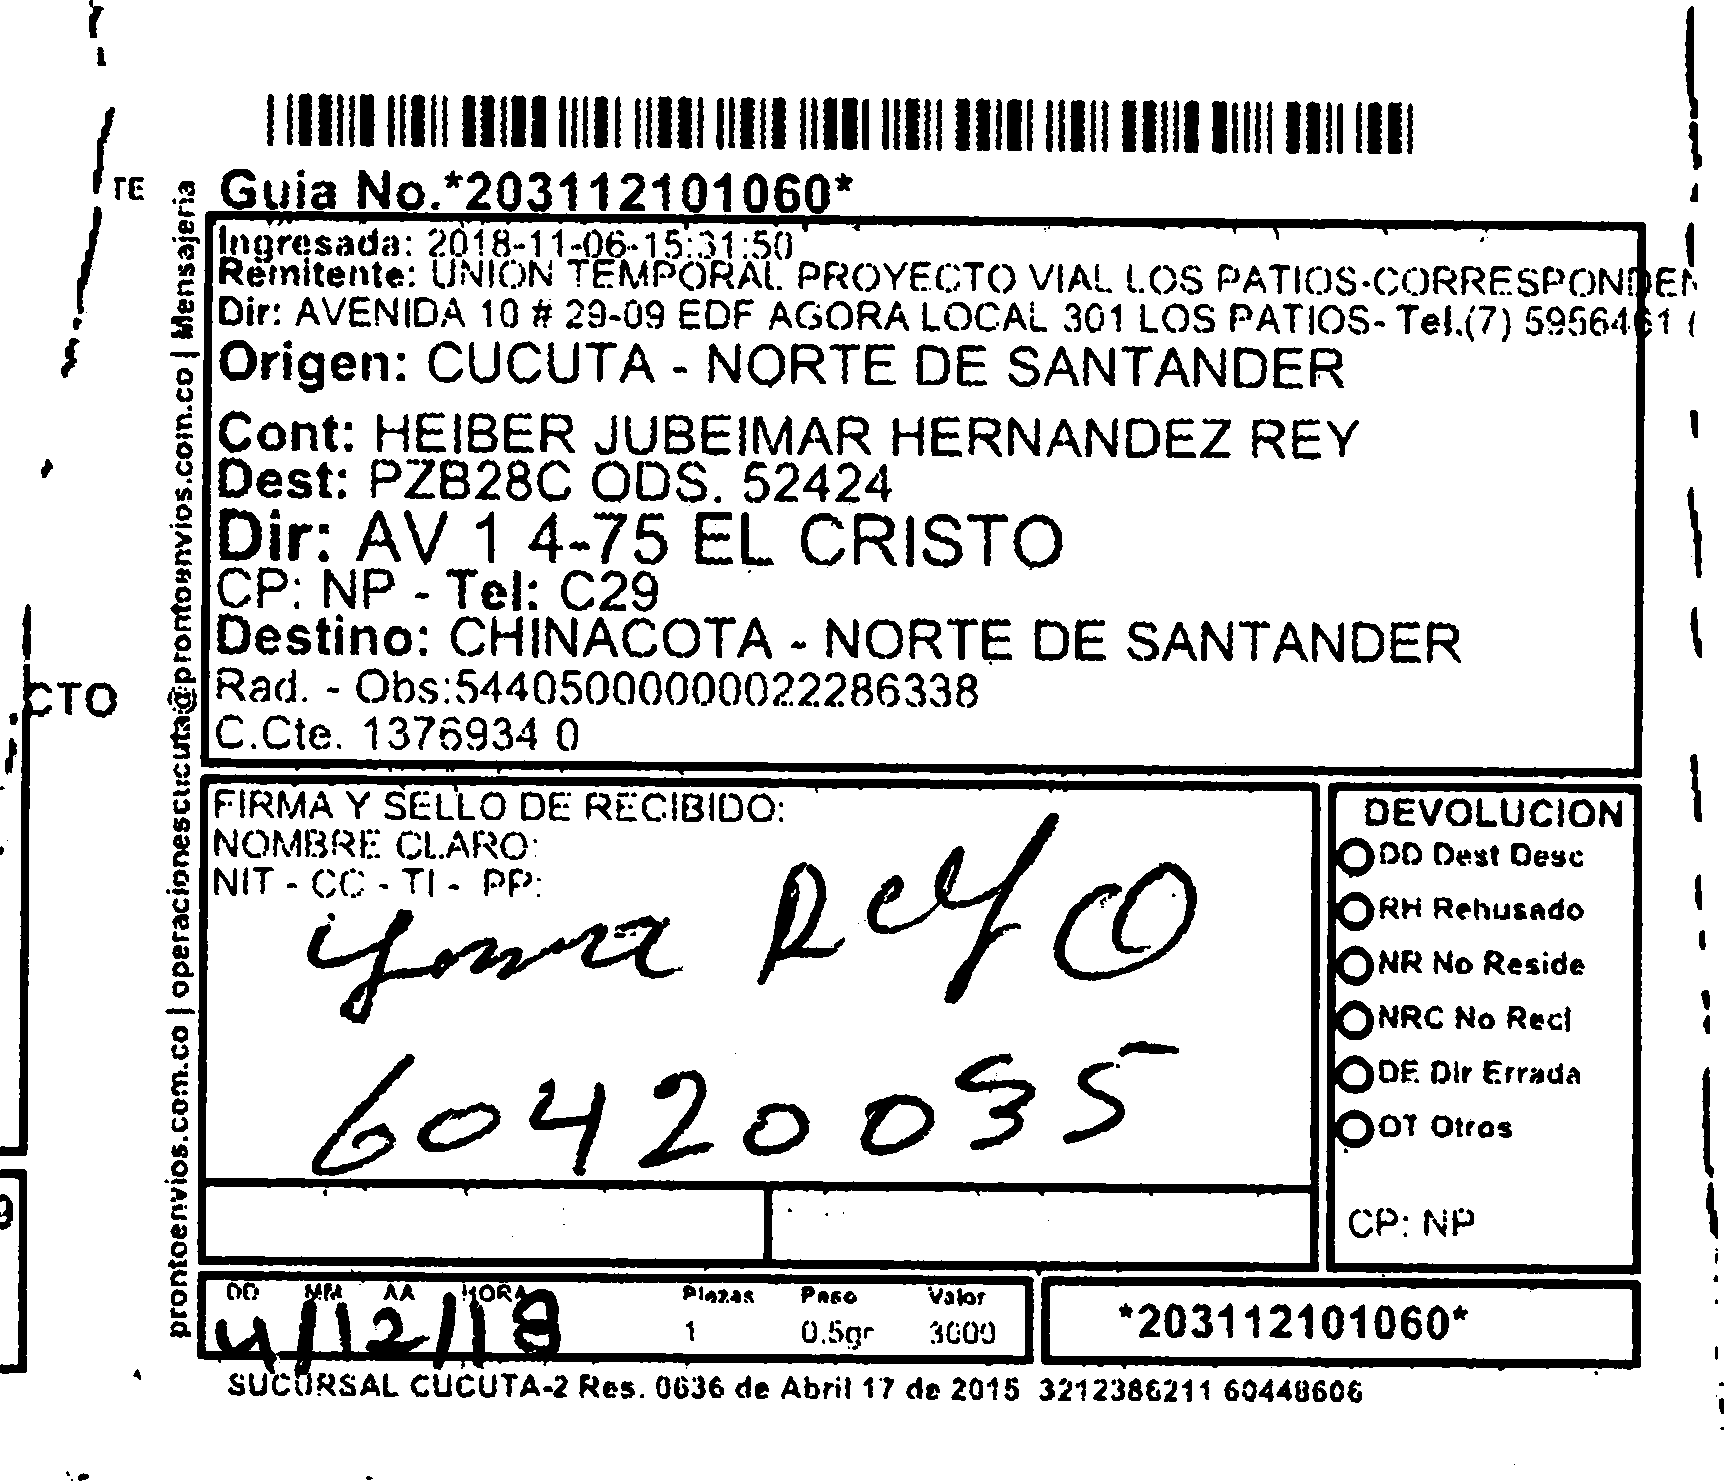 TE
Guia No.*203112101060*
Ingresada: 2018-11-06-15:31:50
Remitente: UNION TEMPORAL PROYECTO VIAL LOS PATIOS-CORRESPONDEN
Dir: AVENIDA 10 # 29-09 EDF AGORA LOCAL 301 LOS PATIOS- Tel.(7) 5956461 (
Origen: CUCUTA - NORTE DE SANTANDER
Cont: HEIBER JUBEIMAR HERNANDEZ REY
Dest: PZB28C ODS. 52424
Dir: AV 1 4-75 EL CRISTO
CP: NP - Tel: C29
Destino: CHINACOTA - NORTE DE SANTANDER
Rad. - Obs:544050000000022286338
C.Cte. 1376934 0
CTO
prontoenvios.com.co | operacionescucuta@prontoenvios.com.co | Mensajeria
FIRMA Y SELLO DE RECIBIDO:
NOMBRE CLARO:
NIT - CC - TI - PP:
Rey
60420035
DEVOLUCION
DD Dest Desc
RH Rehusado
NR No Reside
NRC No Recl
DE Dir Errada
OT Otros
CP: NP
9
DD MM AA HORA
4/12/18
Piezas Peso Valor
1 0.5gr 3000
*203112101060*
SUCURSAL CUCUTA-2 Res. 0636 de Abril 17 de 2015 3212386211 60448606